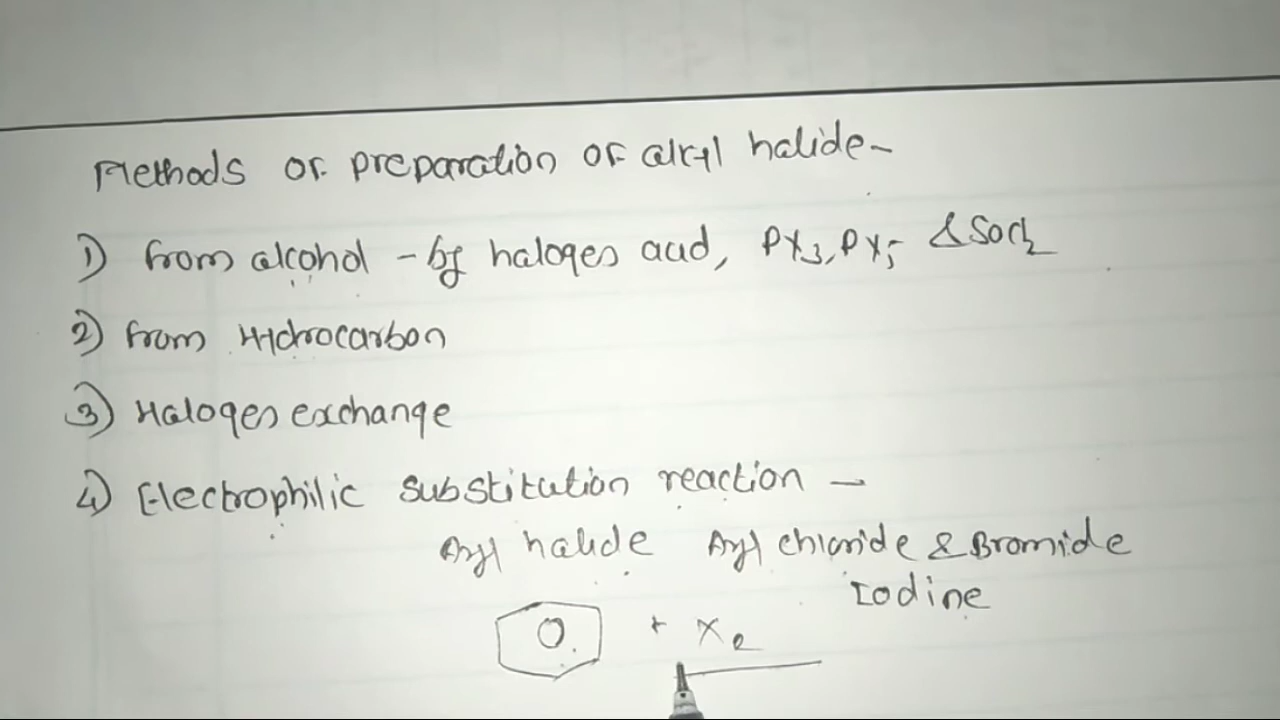 Methods of preparation of alkyl halide-
1) from alcohol - by halogen acid, PX3, PX5 & SOCl2
2) from Hydrocarbon
3) Halogen exchange
4) Electrophilic substitution reaction -
Aryl halide Aryl chloride & Bromide
Iodine
+ X2